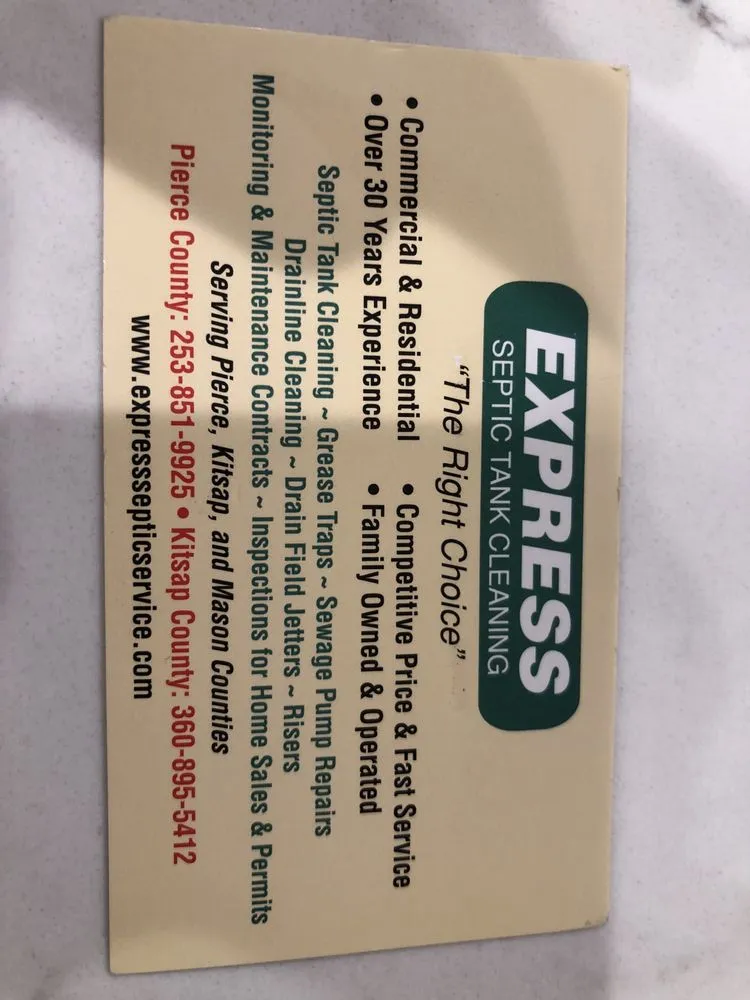 EXPRESS
SEPTIC TANK CLEANING
"The Right Choice"
• Commercial & Residential • Competitive Price & Fast Service
• Over 30 Years Experience • Family Owned & Operated
Septic Tank Cleaning ~ Grease Traps ~ Sewage Pump Repairs
Drainline Cleaning ~ Drain Field Jetters ~ Risers
Monitoring & Maintenance Contracts ~ Inspections for Home Sales & Permits
Serving Pierce, Kitsap, and Mason Counties
Pierce County: 253-851-9925 • Kitsap County: 360-895-5412
www.expresssepticservice.com